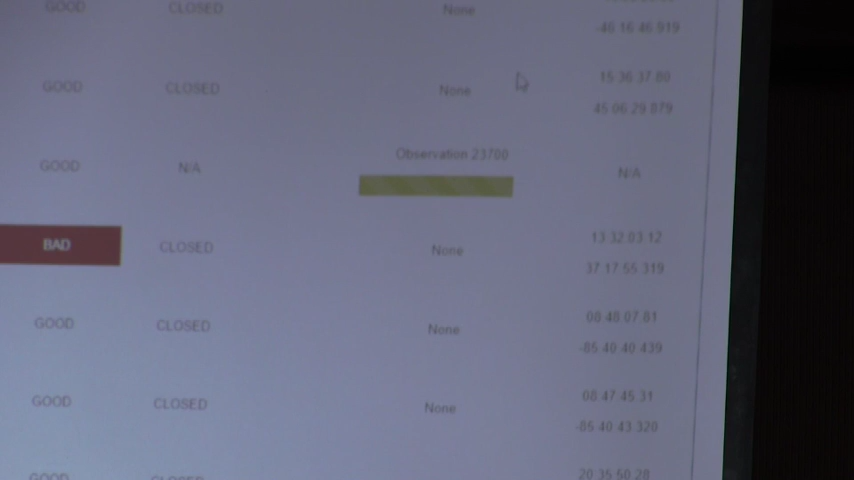 GOOD CLOSED None
-46 16 46 919
GOOD CLOSED None 15 36 37.80
45 06 29 879
GOOD N/A Observation 23700 N/A
BAD CLOSED None 13 32 03.12
37 17 55 319
GOOD CLOSED None 08 48 07.81
-85 40 40 439
GOOD CLOSED None 08 47 45.31
-85 40 43 320
GOOD CLOSED 20 35 50.28